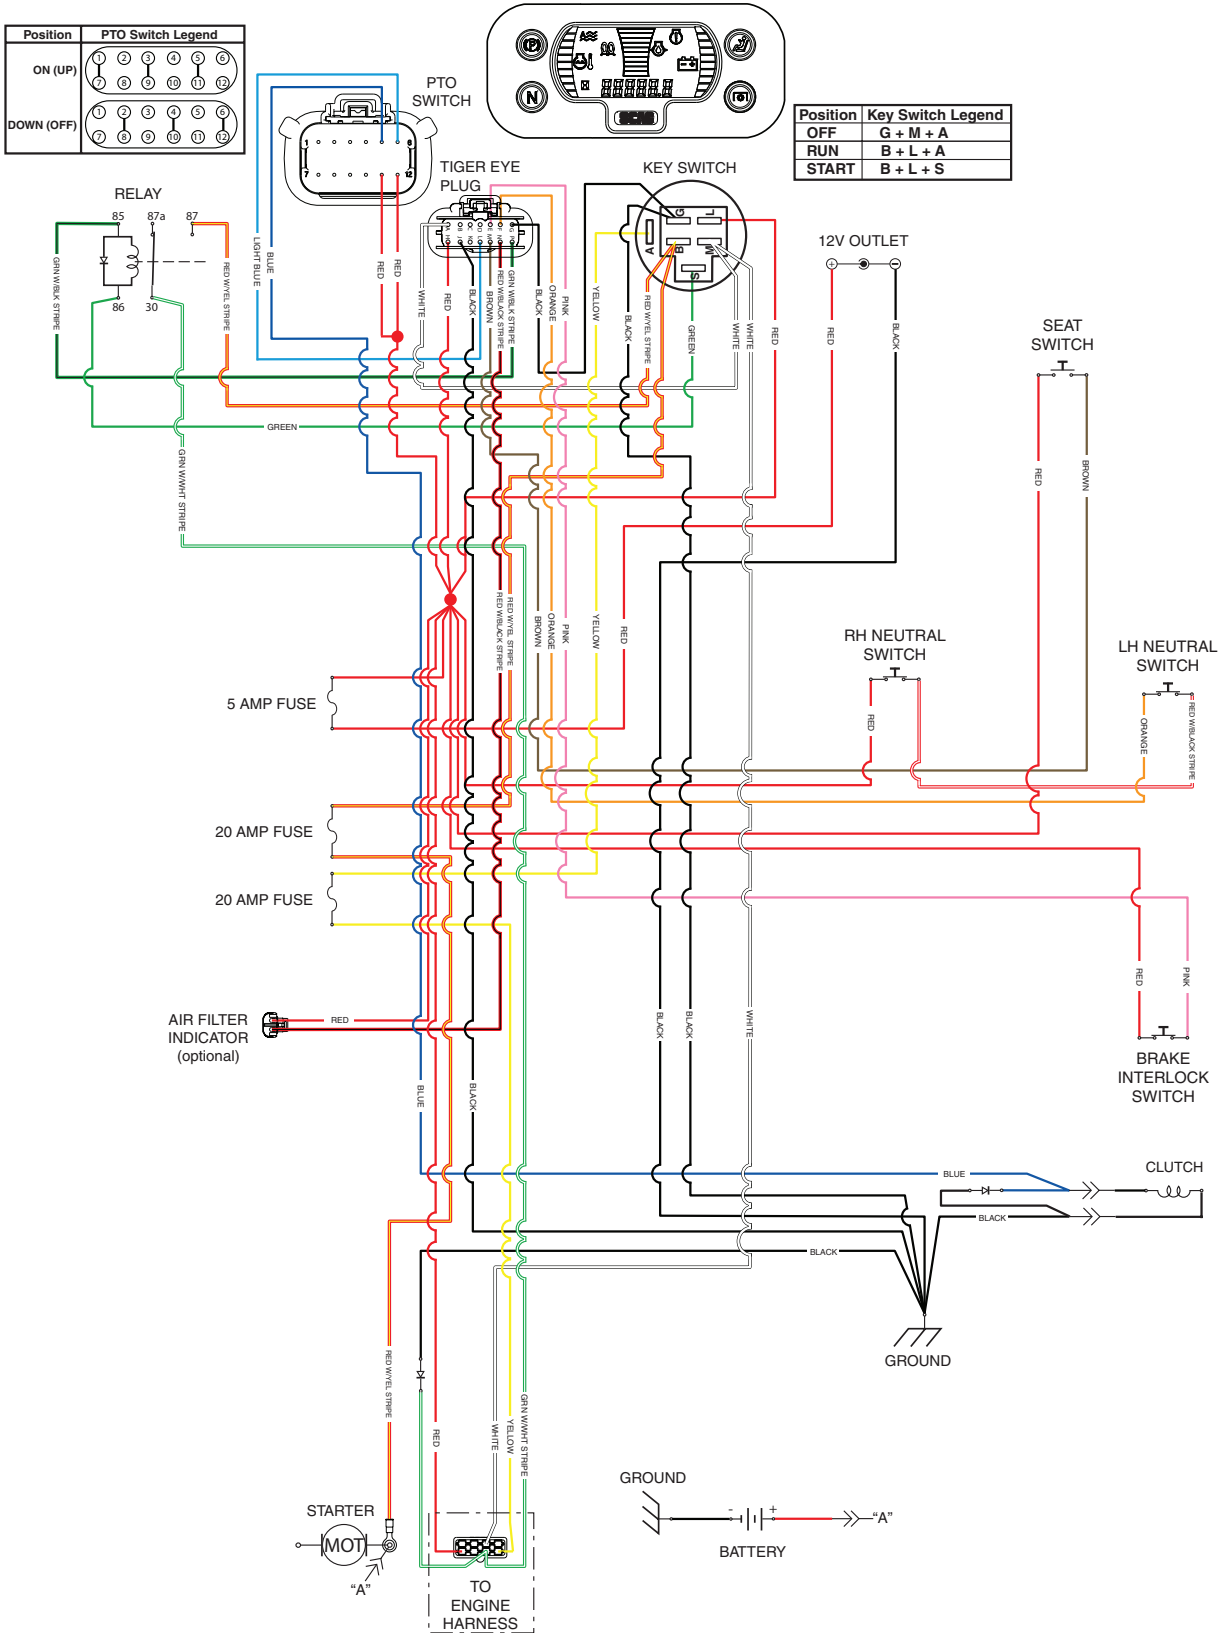 Position PTO Switch Legend
ON (UP)
1 2 3 4 5 6
7 8 9 10 11 12
DOWN (OFF)
1 2 3 4 5 6
7 8 9 10 11 12
PTO
SWITCH
1 6
7 12
N
SCAG
Position Key Switch Legend
OFF G + M + A
RUN B + L + A
START B + L + S
TIGER EYE
PLUG
KEY SWITCH
G L
A B M
S
RELAY
85 87a 87
86 30
12V OUTLET
SEAT
SWITCH
GRN W/BLK STRIPE
RED W/YEL STRIPE
LIGHT BLUE
BLUE
RED
RED
WHITE
RED
BLACK
BROWN
RED W/BLACK STRIPE
GRN W/BLK STRIPE
BLACK
ORANGE
PINK
YELLOW
BLACK
RED W/YEL STRIPE
GREEN
WHITE
WHITE
RED
RED
BLACK
GREEN
GRN W/WHT STRIPE
RED
BROWN
RED W/BLACK STRIPE
RED W/YEL STRIPE
BROWN
ORANGE
PINK
YELLOW
RED
RH NEUTRAL
SWITCH
LH NEUTRAL
SWITCH
5 AMP FUSE
RED
ORANGE
RED W/BLACK STRIPE
20 AMP FUSE
20 AMP FUSE
AIR FILTER
INDICATOR
(optional)
RED
BLACK
BLACK
WHITE
RED
PINK
BRAKE
INTERLOCK
SWITCH
BLUE
BLACK
CLUTCH
BLUE
BLACK
BLACK
GROUND
RED W/YEL STRIPE
RED
WHITE
YELLOW
GRN W/WHT STRIPE
STARTER
MOT
"A"
TO
ENGINE
HARNESS
GROUND
- +
"A"
BATTERY